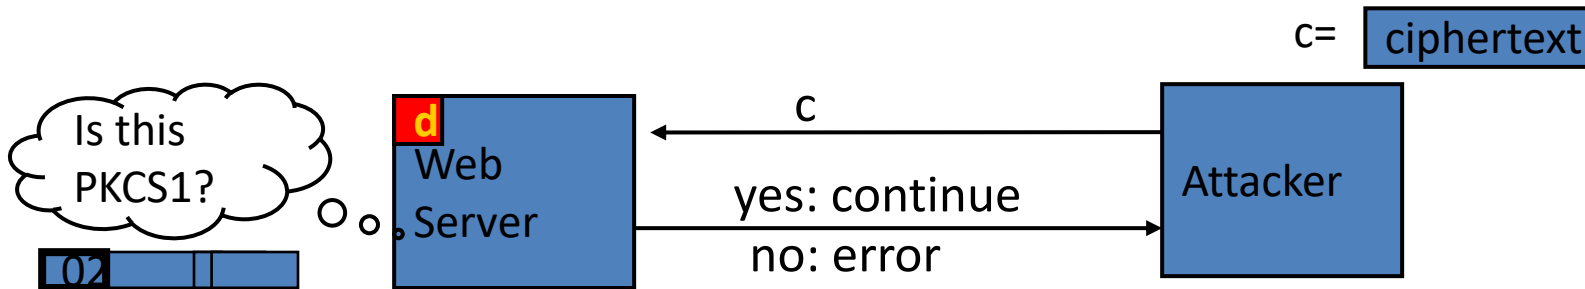 c= ciphertext
Is this
PKCS1?
02
d
Web
Server
c
yes: continue
no: error
Attacker